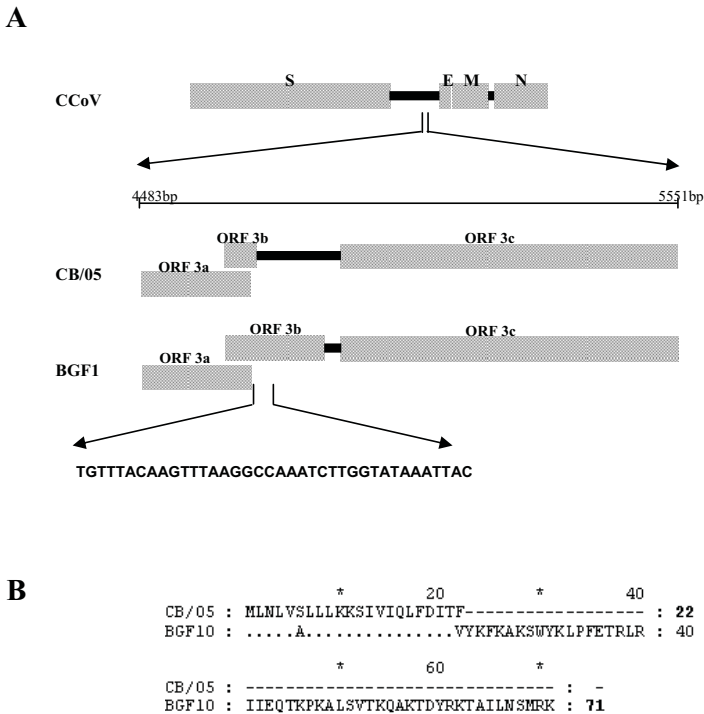 A
S E M N
CCoV
4483bp 5551bp
ORF 3b ORF 3c
CB/05 ORF 3a
ORF 3b ORF 3c
BGF1 ORF 3a
TGTTTACAAGTTTAAGGCCAAATCTTGGTATAAATTAC
B
* 20 * 40
CB/05 : MLNLVSLLLKKSIVIQLFDITF------------------ : 22
BGF10 : .....A...............VYKFKAKSWYKLPFETRLR : 40
* 60 *
CB/05 : ------------------------------- : -
BGF10 : IIEQTKPKALSVTKQAKTDYRKTAILNSMRK : 71